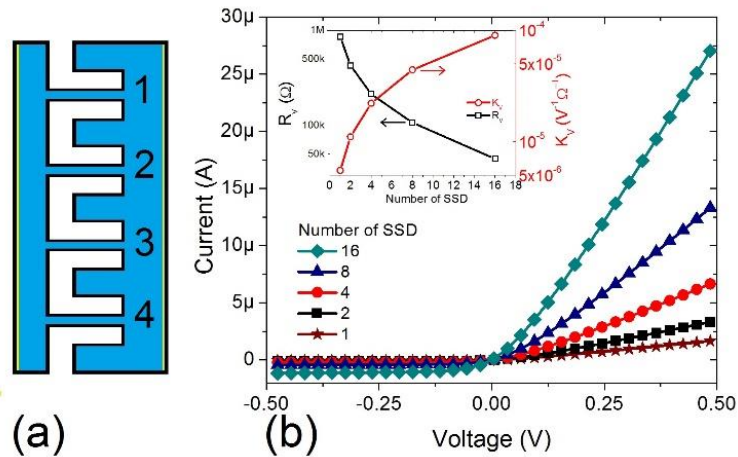 1
2
3
4
(a)
30μ
25μ
20μ
15μ
10μ
5μ
0
Current (A)
-0.50
-0.25
0.00
0.25
0.50
Voltage (V)
(b)
Number of SSD
16
8
4
2
1
1M
500k
100k
50k
R_v (Ω)
0 2 4 6 8 10 12 14 16 18
Number of SSD
K_v
R_v
10⁻⁴
5x10⁻⁵
10⁻⁵
5x10⁻⁶
K_V (V⁻¹Ω⁻¹)